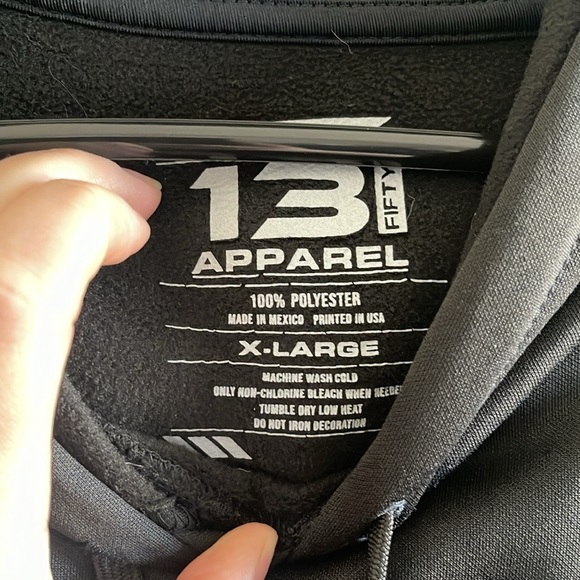 13
FIFTY
APPAREL
100% POLYESTER
MADE IN MEXICO PRINTED IN USA
X-LARGE
MACHINE WASH COLD
ONLY NON-CHLORINE BLEACH WHEN NEEDED
TUMBLE DRY LOW HEAT
DO NOT IRON DECORATION